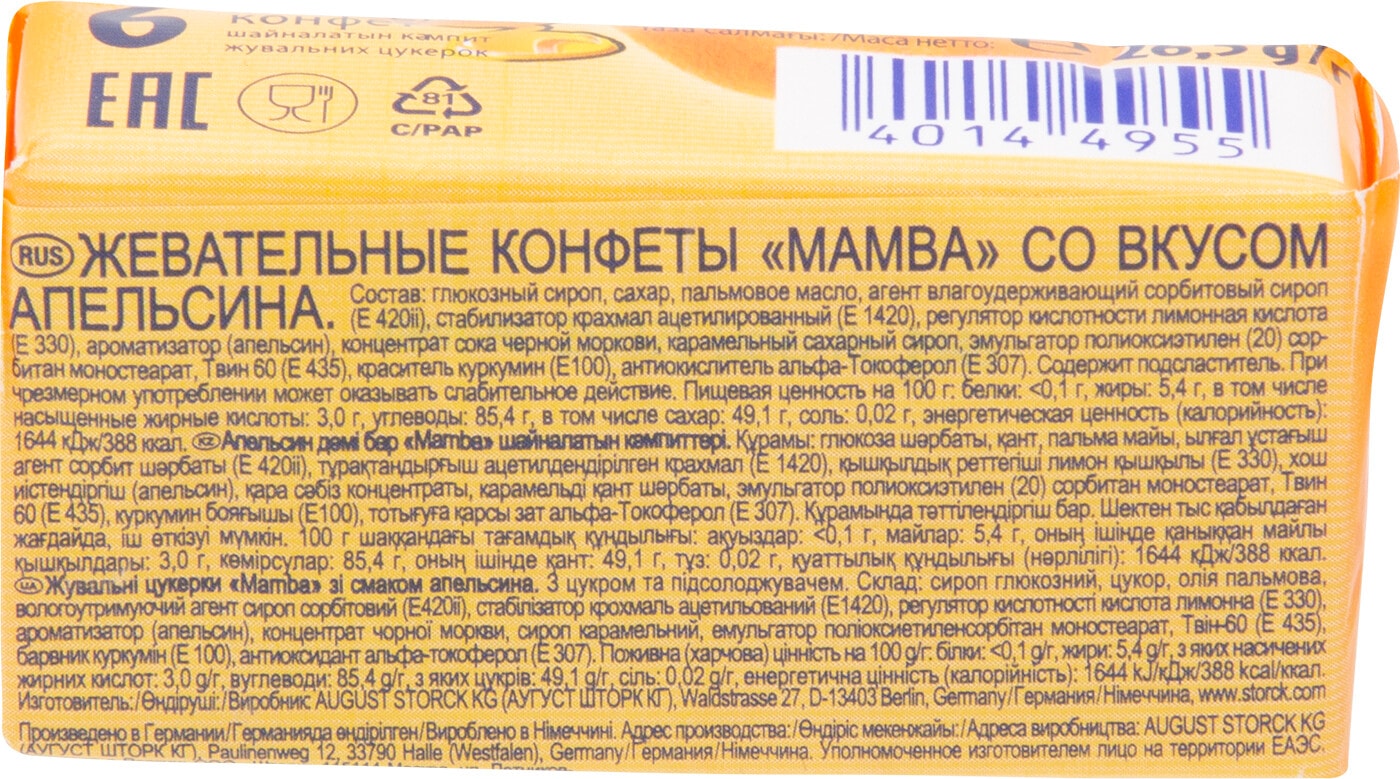 6 КОНФЕТ
шайналатын кәмпит
жувальних цукерок
таза салмағы:/Маса нетто: 26,5 g/г
EAC
81
C/PAP
4014 4955
RUS ЖЕВАТЕЛЬНЫЕ КОНФЕТЫ «MAMBA» СО ВКУСОМ
АПЕЛЬСИНА. Состав: глюкозный сироп, сахар, пальмовое масло, агент влагоудерживающий сорбитовый сироп
(Е 420ii), стабилизатор крахмал ацетилированный (Е 1420), регулятор кислотности лимонная кислота
(Е 330), ароматизатор (апельсин), концентрат сока черной моркови, карамельный сахарный сироп, эмульгатор полиоксиэтилен (20) сор-
битан моностеарат, Твин 60 (Е 435), краситель куркумин (Е100), антиокислитель альфа-Токоферол (Е 307). Содержит подсластитель. При
чрезмерном употреблении может оказывать слабительное действие. Пищевая ценность на 100 г: белки: <0,1 г, жиры: 5,4 г, в том числе
насыщенные жирные кислоты: 3,0 г, углеводы: 85,4 г, в том числе сахар: 49,1 г, соль: 0,02 г, энергетическая ценность (калорийность):
1644 кДж/388 ккал. KZ Апельсин дәмі бар «Mamba» шайналатын кәмпиттері. Құрамы: глюкоза шәрбаты, қант, пальма майы, ылғал ұстағыш
агент сорбит шәрбаты (Е 420ii), тұрақтандырғыш ацетилдендірілген крахмал (Е 1420), қышқылдық реттегіші лимон қышқылы (Е 330), хош
иістендіргіш (апельсин), қара сәбіз концентраты, карамельді қант шәрбаты, эмульгатор полиоксиэтилен (20) сорбитан моностеарат, Твин
60 (Е 435), куркумин бояғышы (Е100), тотығуға қарсы зат альфа-Токоферол (Е 307). Құрамында тәттілендіргіш бар. Шектен тыс қабылдаған
жағдайда, іш өткізуі мүмкін. 100 г шаққандағы тағамдық құндылығы: ақуыздар: <0,1 г, майлар: 5,4 г, оның ішінде қаныққан майлы
қышқылдары: 3,0 г, көмірсулар: 85,4 г, оның ішінде қант: 49,1 г, тұз: 0,02 г, қуаттылық құндылығы (нәрлілігі): 1644 кДж/388 ккал.
UA Жувальні цукерки «Mamba» зі смаком апельсина. З цукром та підсолоджувачем. Склад: сироп глюкозний, цукор, олія пальмова,
вологоутримуючий агент сироп сорбітовий (Е420ii), стабілізатор крохмаль ацетильований (Е1420), регулятор кислотності кислота лимонна (Е 330),
ароматизатор (апельсин), концентрат чорної моркви, сироп карамельний, емульгатор поліоксиетиленсорбітан моностеарат, Твін-60 (Е 435),
барвник куркумін (Е 100), антиоксидант альфа-токоферол (Е 307). Поживна (харчова) цінність на 100 g/г: білки: <0,1 g/г, жири: 5,4 g/г, з яких насичених
жирних кислот: 3,0 g/г, вуглеводи: 85,4 g/г, з яких цукрів: 49,1 g/г, сіль: 0,02 g/г, енергетична цінність (калорійність): 1644 kJ/кДж/388 kcal/ккал.
Изготовитель:/Өндіруші:/Виробник: AUGUST STORCK KG (АУГУСТ ШТОРК КГ), Waldstrasse 27, D-13403 Berlin, Germany/Германия/Німеччина, www.storck.com
Произведено в Германии/Германияда өндірілген/Вироблено в Німеччині. Адрес производства:/Өндіріс мекенжайы:/Адреса виробництва: AUGUST STORCK KG
(АУГУСТ ШТОРК КГ), Paulinenweg 12, 33790 Halle (Westfalen), Germany/Германия/Німеччина. Уполномоченное изготовителем лицо на территории ЕАЭС.